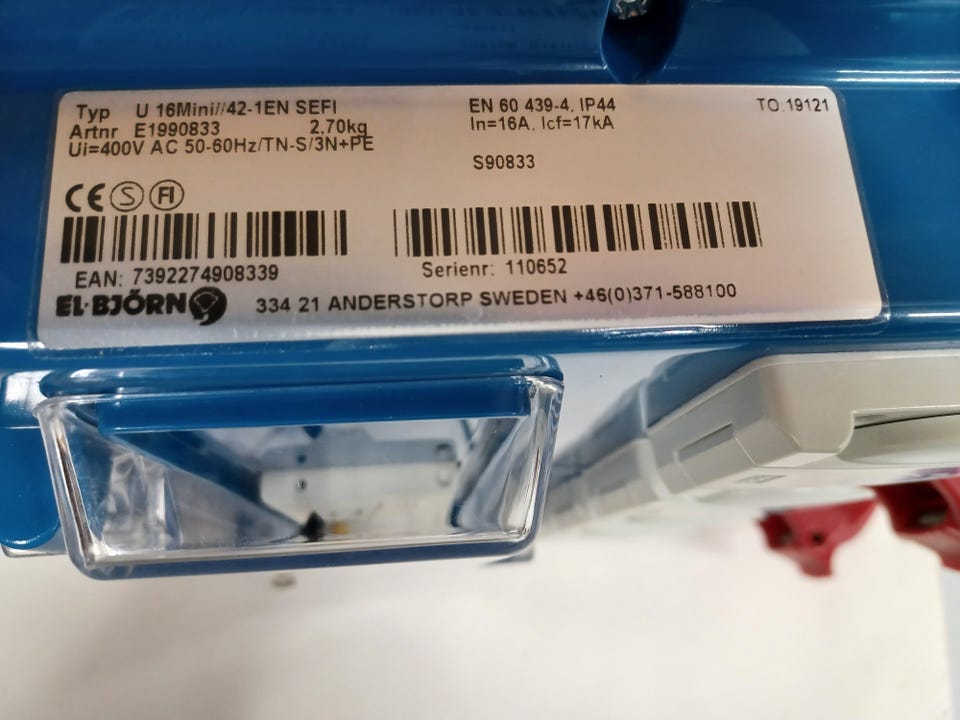 Typ U 16Mini//42-1EN SEFI
Artnr E1990833 2,70kg
Ui=400V AC 50-60Hz/TN-S/3N+PE
EN 60 439-4, IP44
In=16A, Icf=17kA
S90833
TO.19121
CE S FI
EAN: 7392274908339
Serienr: 110652
EL·BJÖRN
334 21 ANDERSTORP SWEDEN +46(0)371-588100